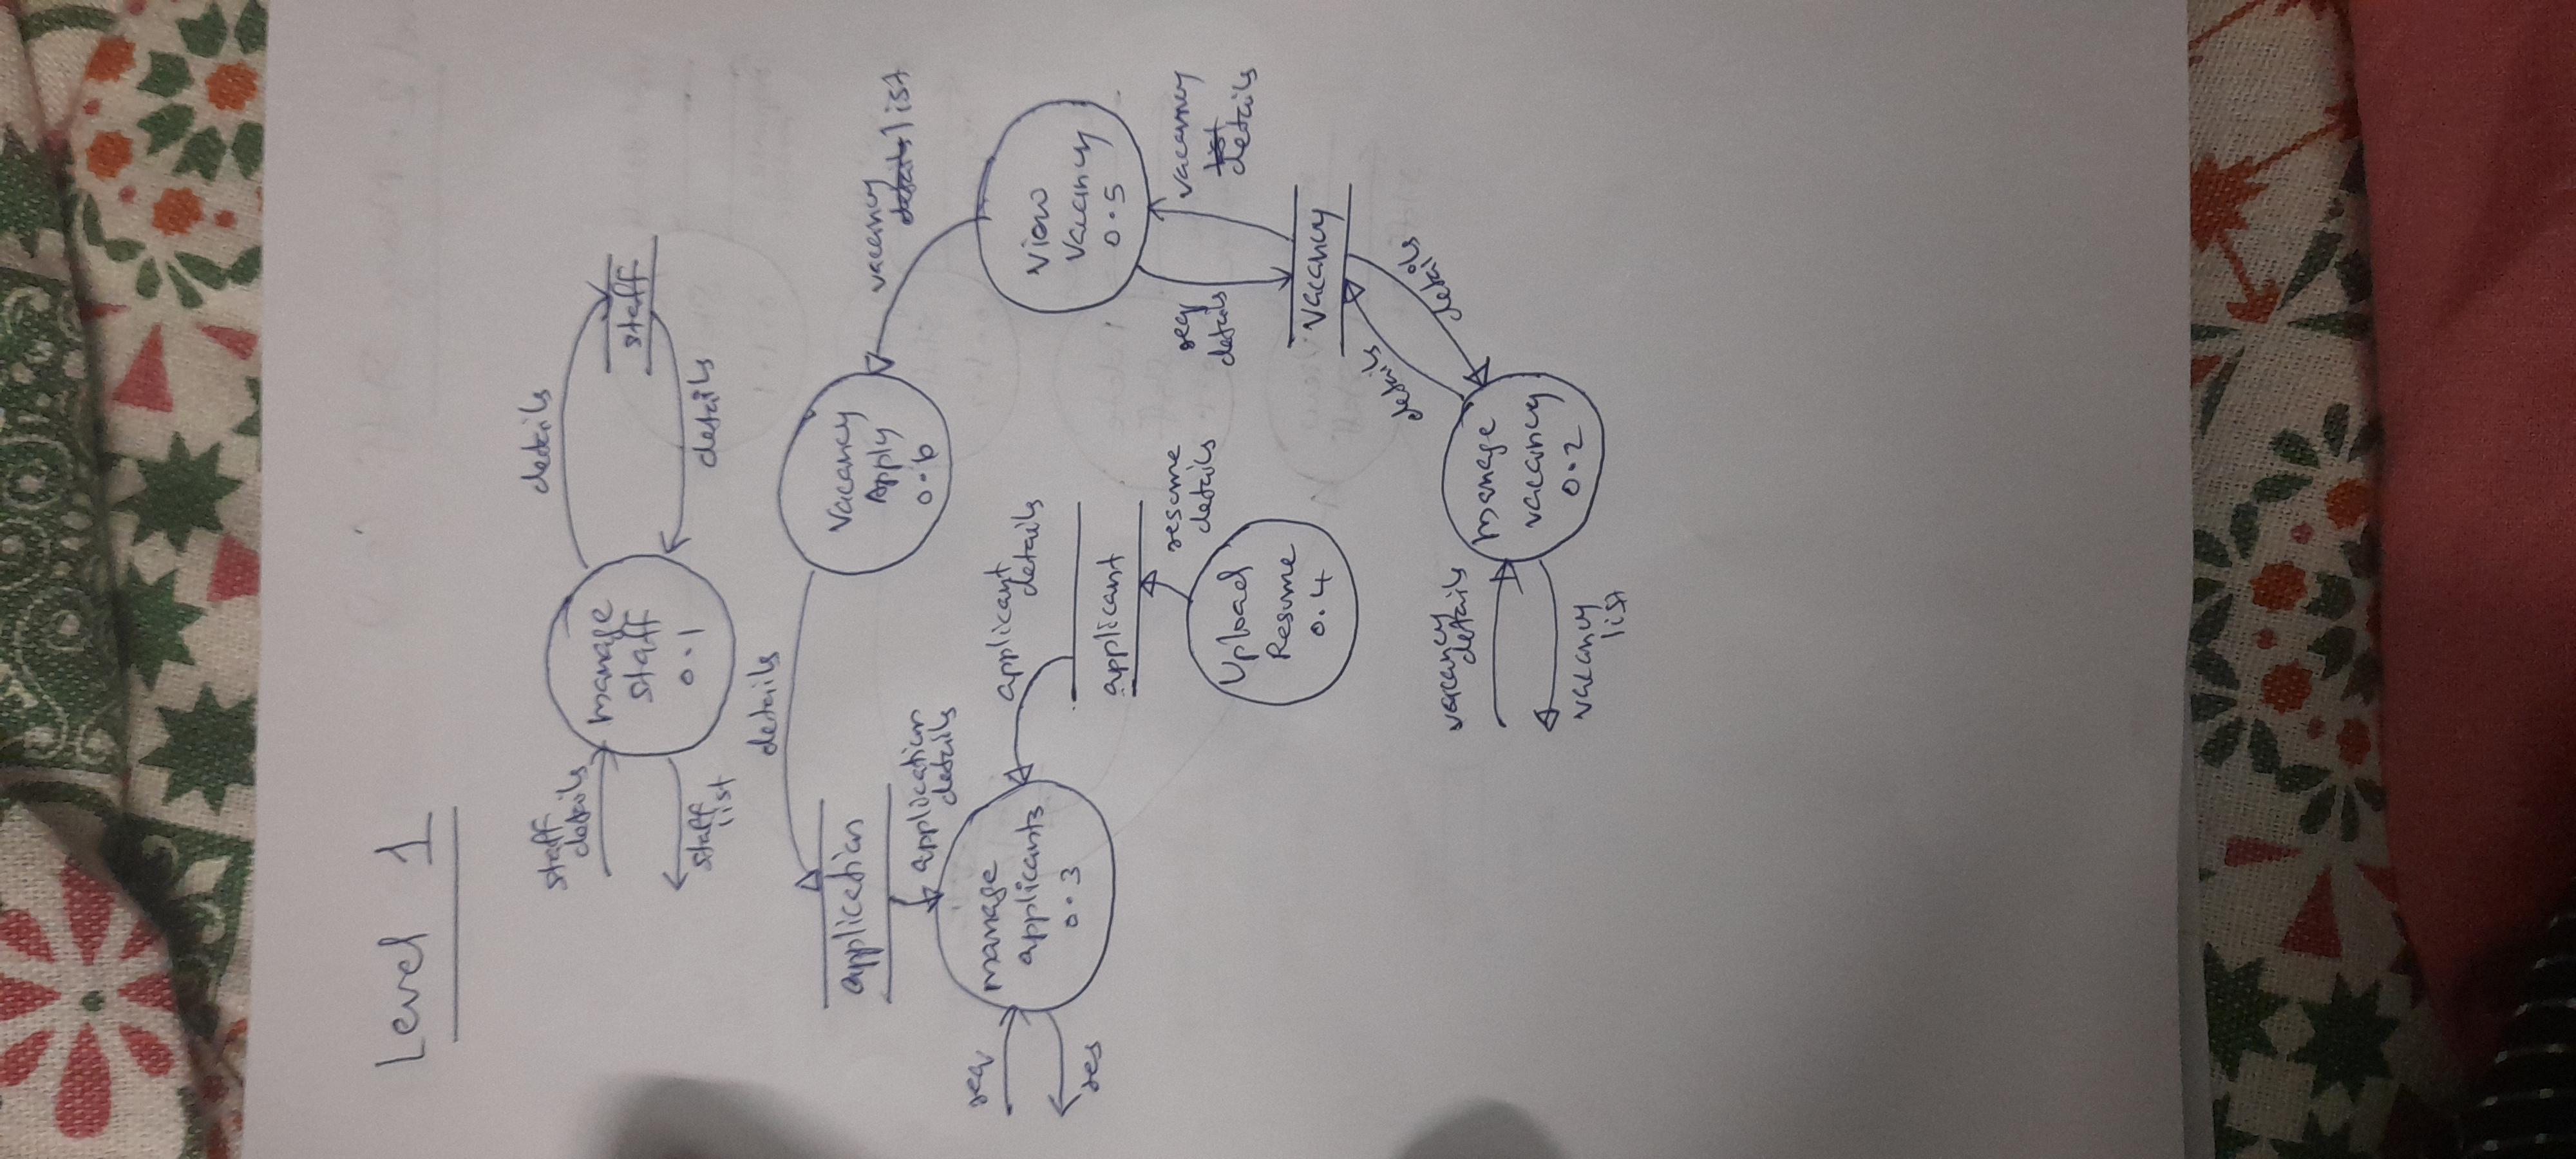 Level 1
staff
details
manage
staff
0.1
details
staff
details
staff
list
details
application
application
details
Vacancy
Apply
0.6
vacancy
details list
req
manage
applicants
0.3
res
applicant
details
applicant
resume
details
Upload
Resume
0.4
View
Vacancy
0.5
req
details
vacancy
list
details
Vacancy
details
details
vacancy
details
manage
vacancy
0.2
vacancy
list